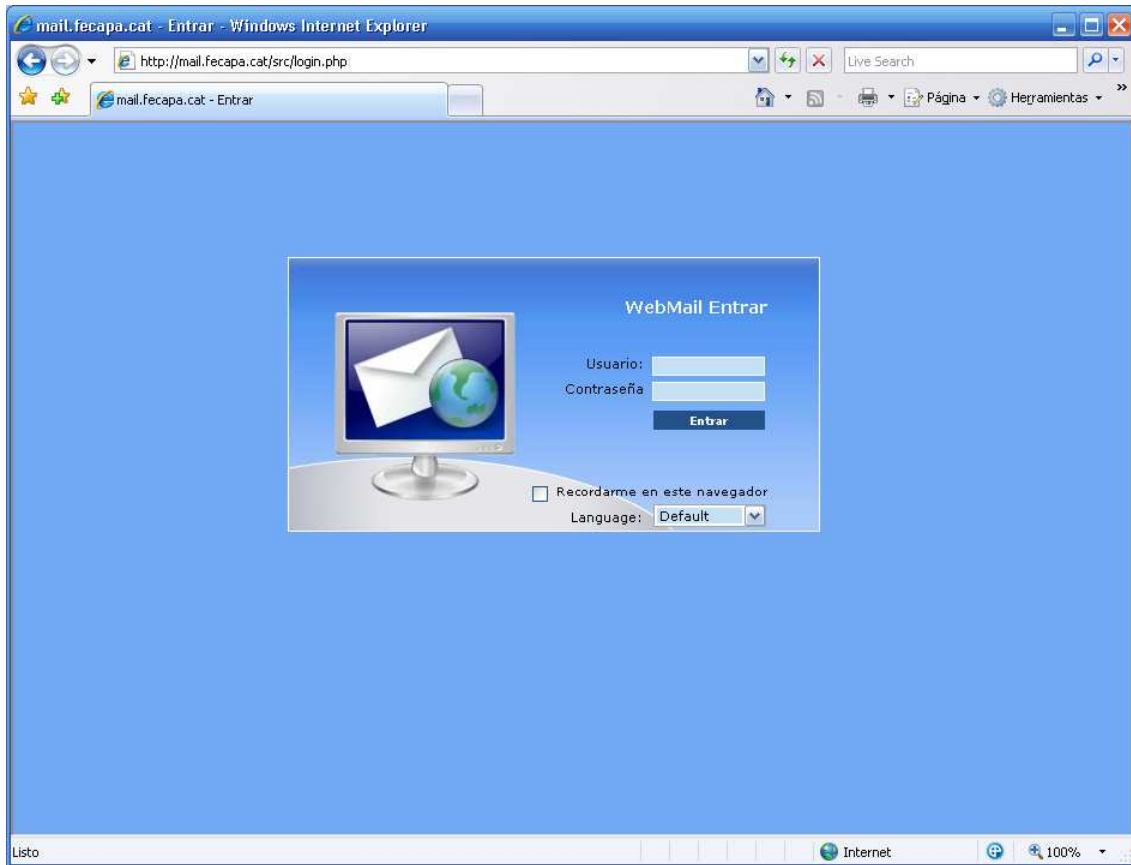 mail.fecapa.cat - Entrar - Windows Internet Explorer
http://mail.fecapa.cat/src/login.php
Live Search
mail.fecapa.cat - Entrar
Página
Herramientas
WebMail Entrar
Usuario:
Contraseña
Entrar
Recordarme en este navegador
Language: Default
Listo
Internet
100%